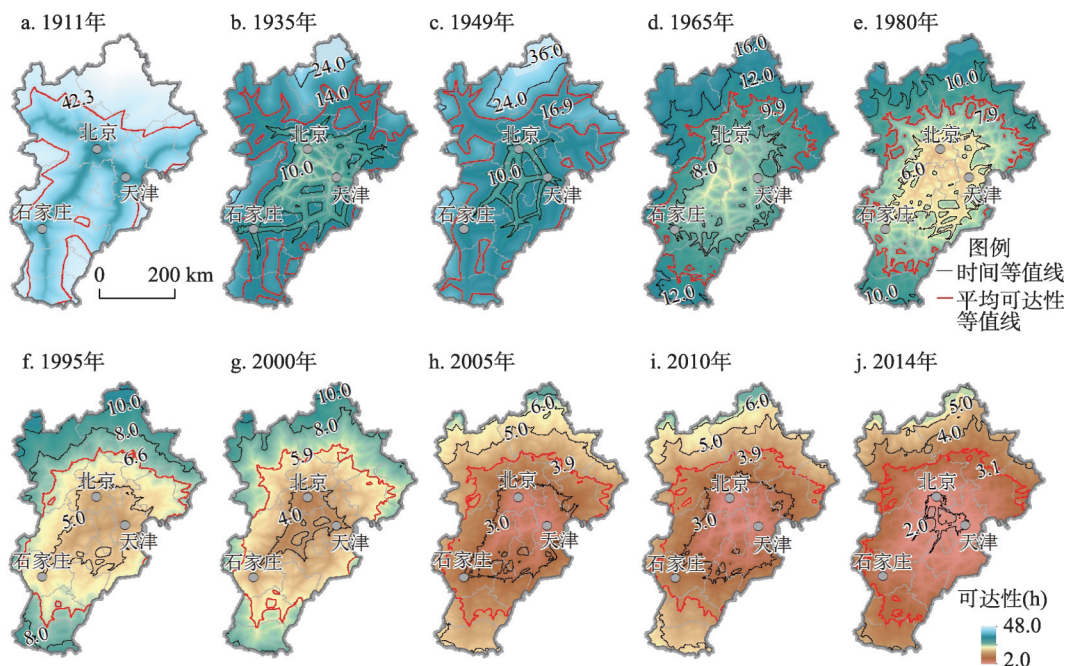 a. 1911年
42.3
北京
天津
石家庄
0 200 km
b. 1935年
24.0
14.0
北京
10.0
天津
石家庄
c. 1949年
36.0
24.0
16.9
北京
10.0
天津
石家庄
d. 1965年
16.0
12.0
9.9
北京
8.0
天津
石家庄
12.0
e. 1980年
10.0
7.9
北京
6.0
天津
石家庄
10.0
图例
时间等值线
平均可达性
等值线
f. 1995年
10.0
8.0
6.6
北京
5.0
天津
石家庄
8.0
g. 2000年
10.0
8.0
5.9
北京
4.0
天津
石家庄
h. 2005年
6.0
5.0
3.9
北京
3.0
天津
石家庄
i. 2010年
6.0
5.0
3.9
北京
3.0
天津
石家庄
j. 2014年
5.0
4.0
3.1
北京
2.0
天津
石家庄
可达性(h)
48.0
2.0